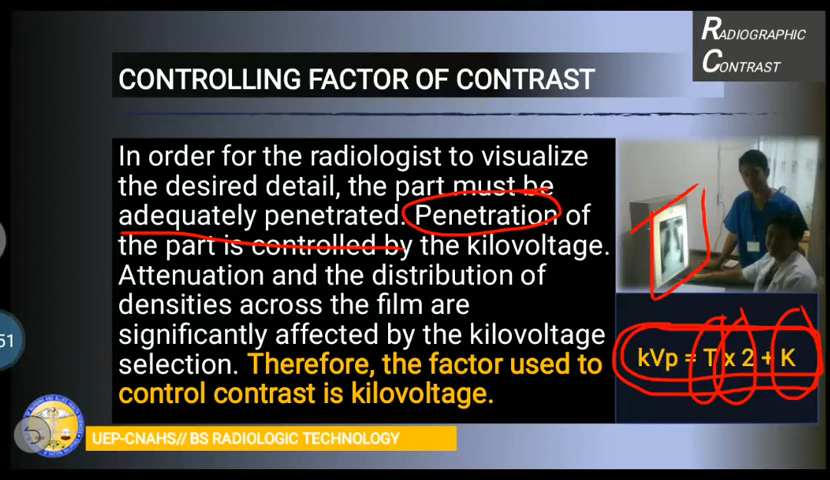 RADIOGRAPHIC
CONTRAST
CONTROLLING FACTOR OF CONTRAST
In order for the radiologist to visualize
the desired detail, the part must be
adequately penetrated. Penetration of
the part is controlled by the kilovoltage.
Attenuation and the distribution of
densities across the film are
significantly affected by the kilovoltage
selection. Therefore, the factor used to
control contrast is kilovoltage.
kVp = T x 2 + K
51
UEP-CNAHS// BS RADIOLOGIC TECHNOLOGY